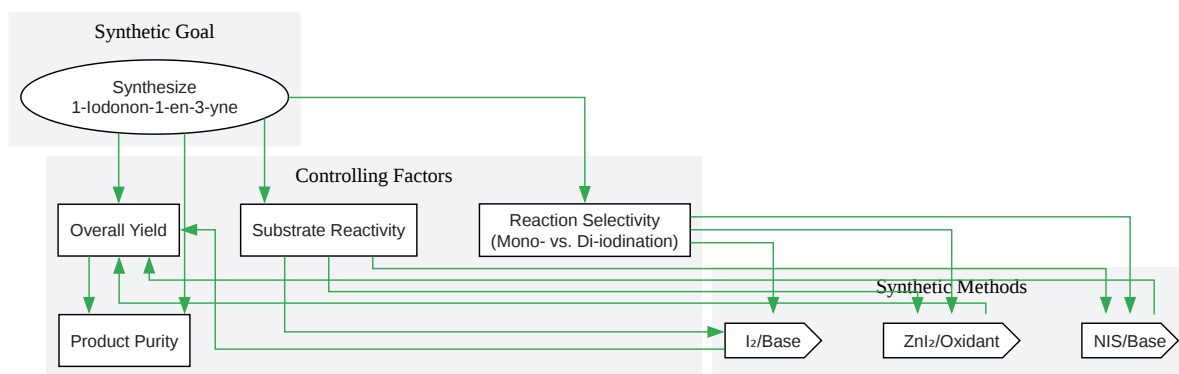 Synthetic Goal
Synthesize
1-Iodonon-1-en-3-yne
Controlling Factors
Overall Yield
Substrate Reactivity
Reaction Selectivity
(Mono- vs. Di-iodination)
Synthetic Methods
Product Purity
I₂/Base
ZnI₂/Oxidant
NIS/Base